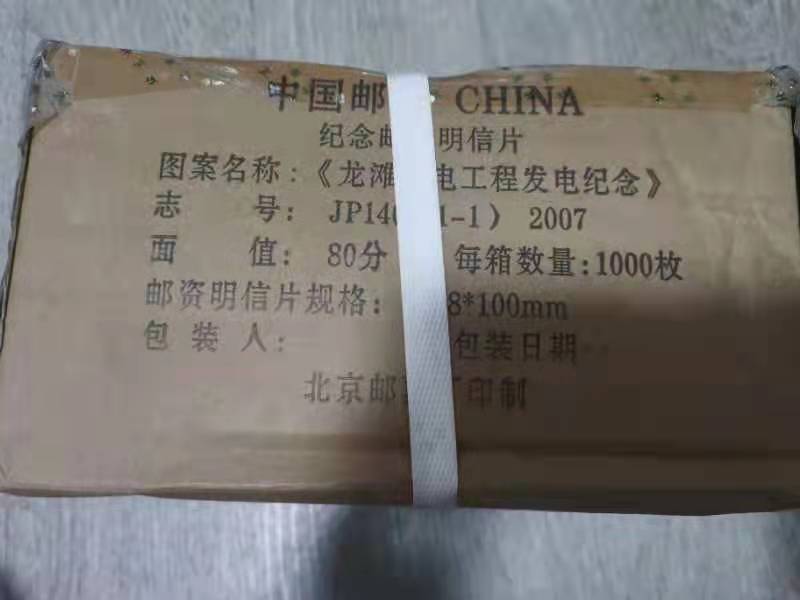 中国邮 CHINA
纪念邮 明信片
图案名称:《龙滩 电工程发电纪念》
志 号: JP14 1-1) 2007
面 值: 80分 每箱数量:1000枚
邮资明信片规格: 8*100mm
包 装 人: 包装日期
北京邮 印制